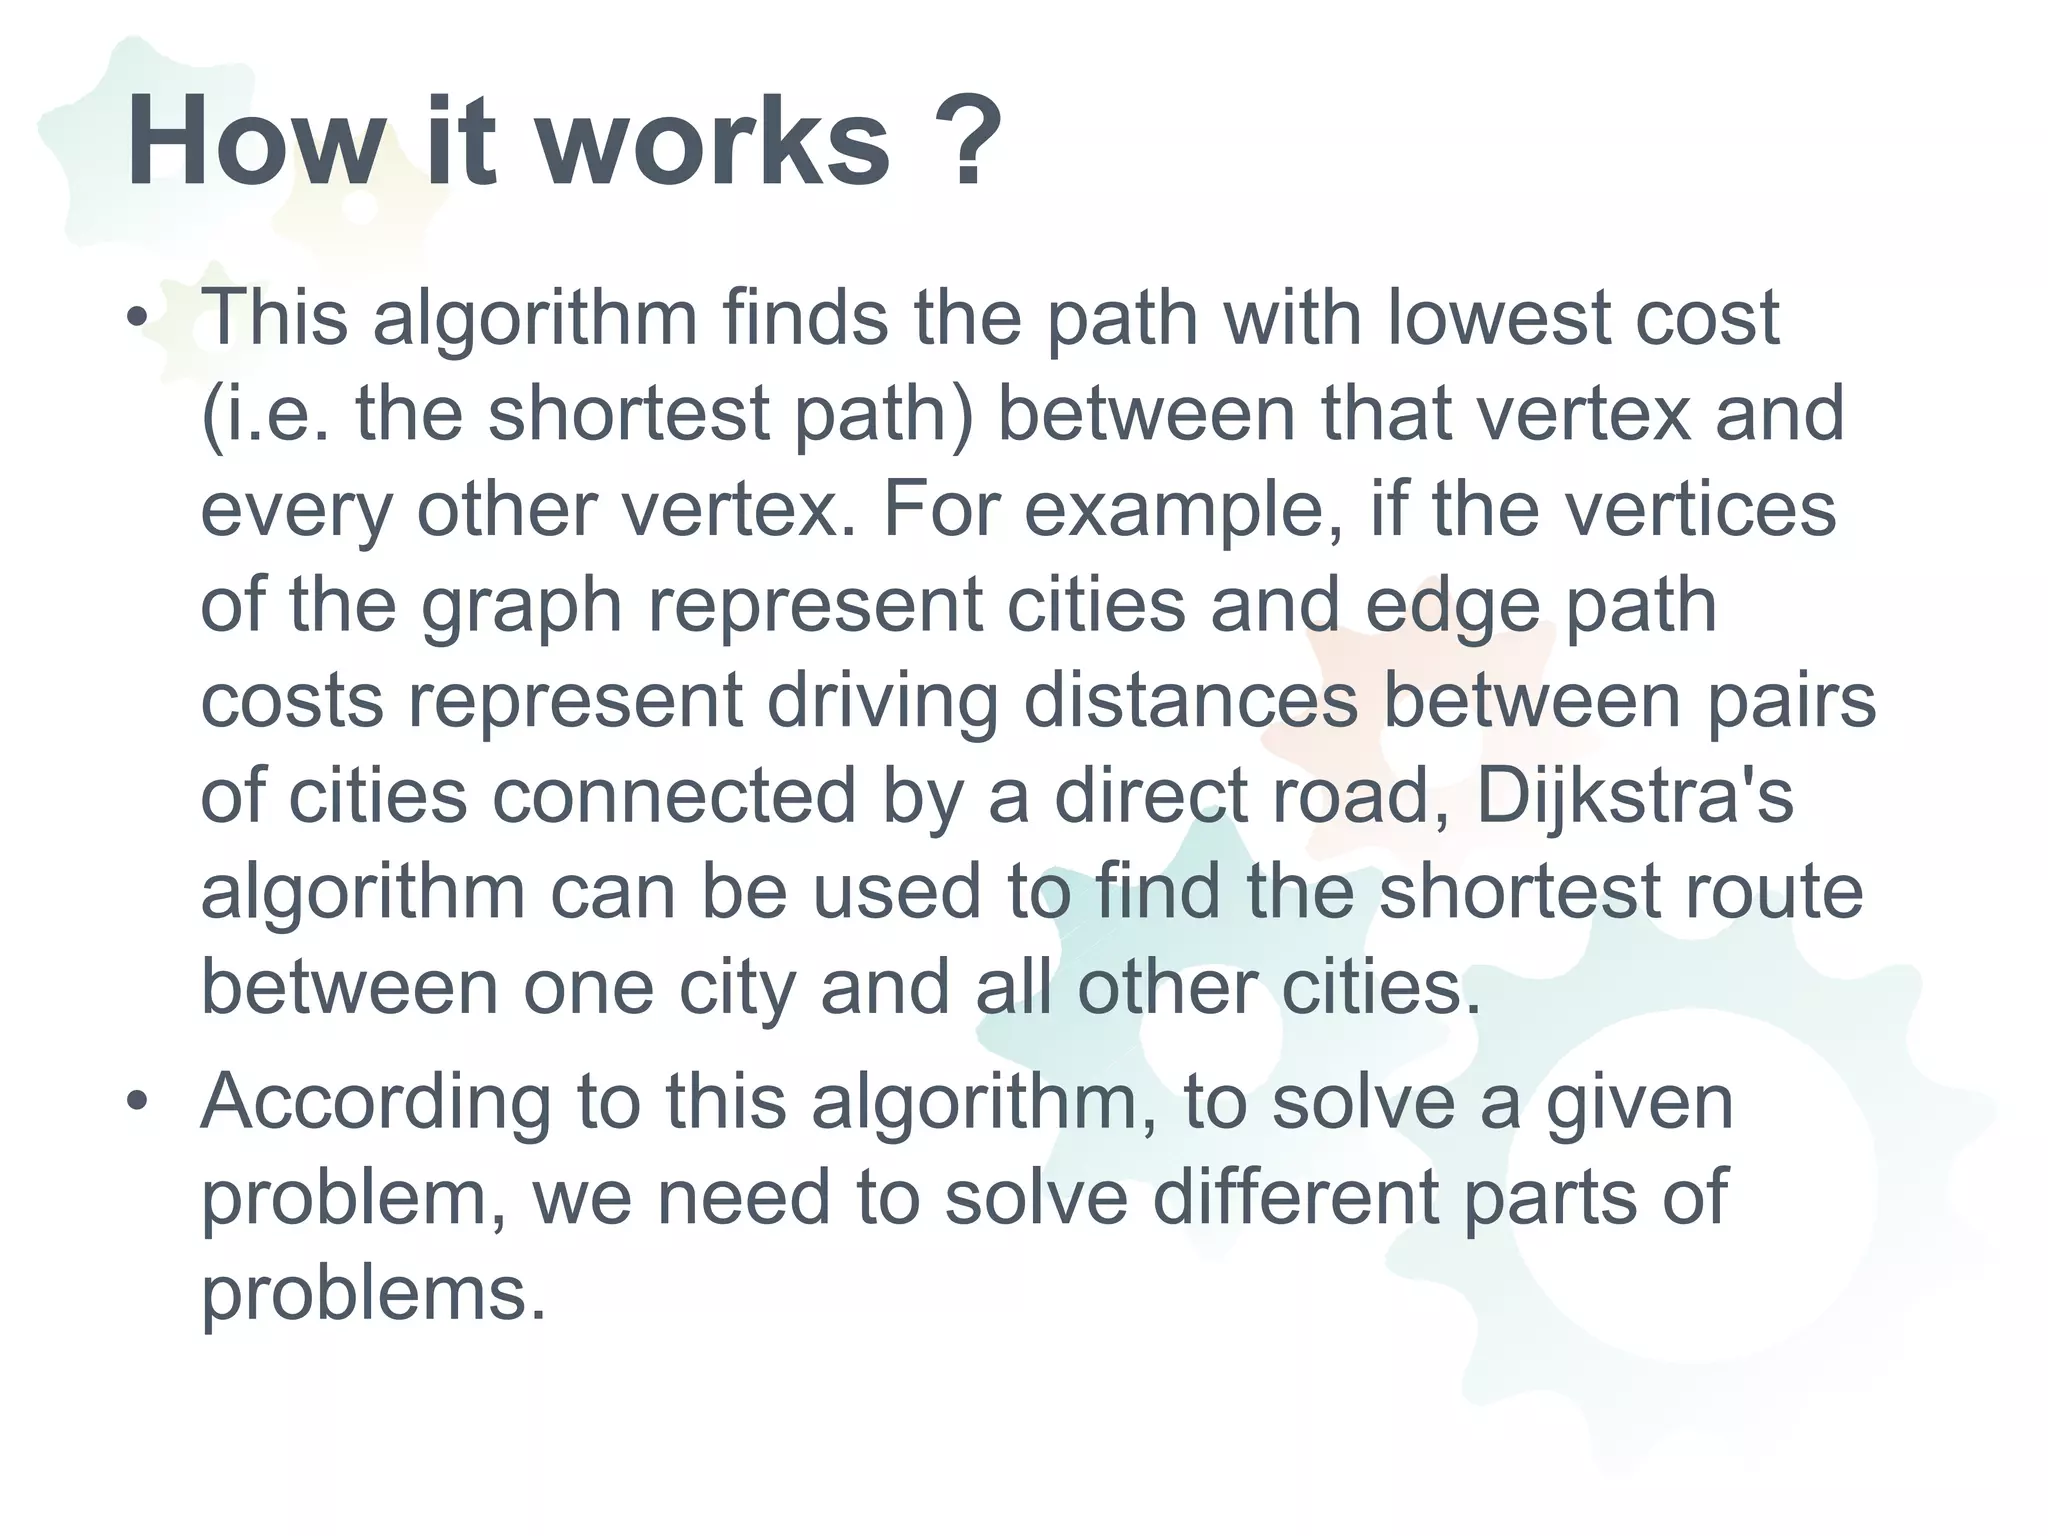 How it works ?
• This algorithm finds the path with lowest cost
(i.e. the shortest path) between that vertex and
every other vertex. For example, if the vertices
of the graph represent cities and edge path
costs represent driving distances between pairs
of cities connected by a direct road, Dijkstra's
algorithm can be used to find the shortest route
between one city and all other cities.
• According to this algorithm, to solve a given
problem, we need to solve different parts of
problems.